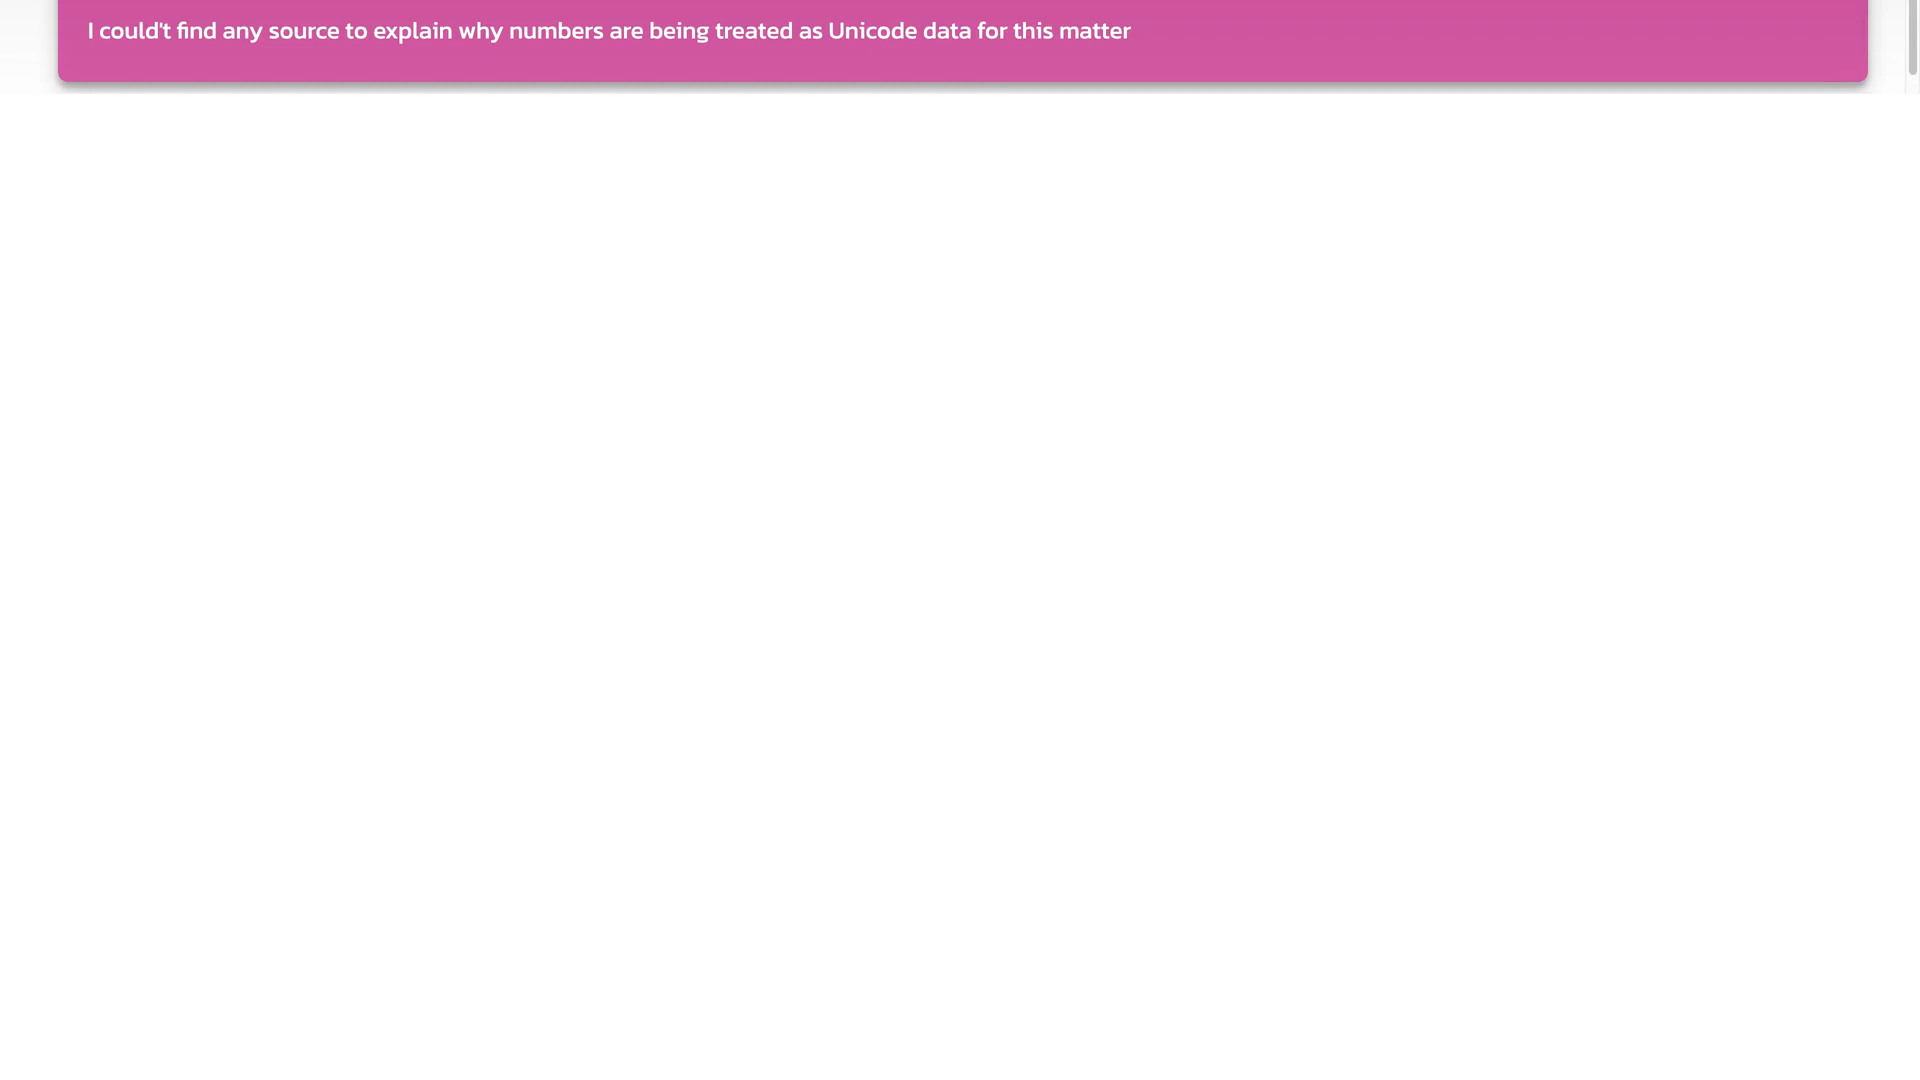 I could't find any source to explain why numbers are being treated as Unicode data for this matter